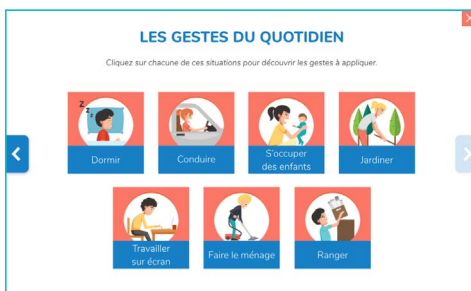 LES GESTES DU QUOTIDIEN
Cliquez sur chacune de ces situations pour découvrir les gestes à appliquer.
Z
Z
z
Dormir
Conduire
S'occuper
des enfants
Jardiner
Travailler
sur écran
Faire le ménage
Ranger